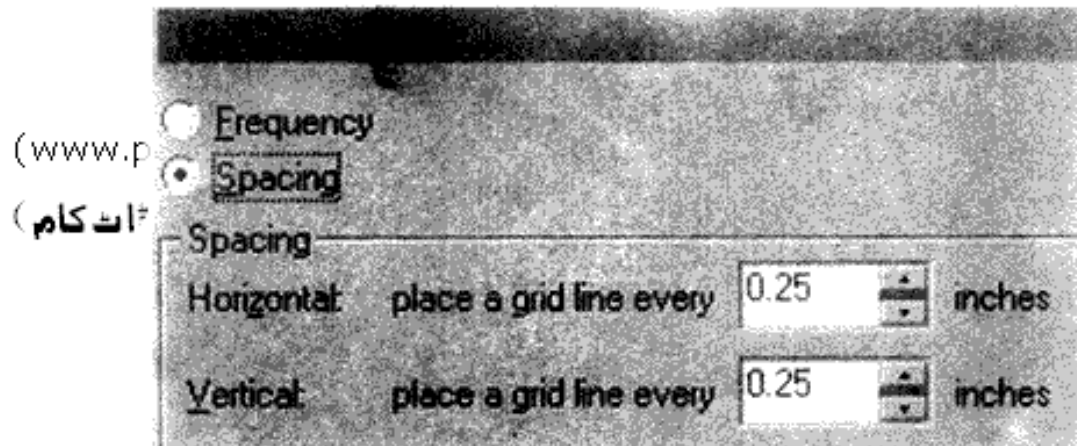 Frequency
(www.p
Spacing
ڈاٹ کام)
Spacing
Horizontal: place a grid line every 0.25 inches
Vertical: place a grid line every 0.25 inches